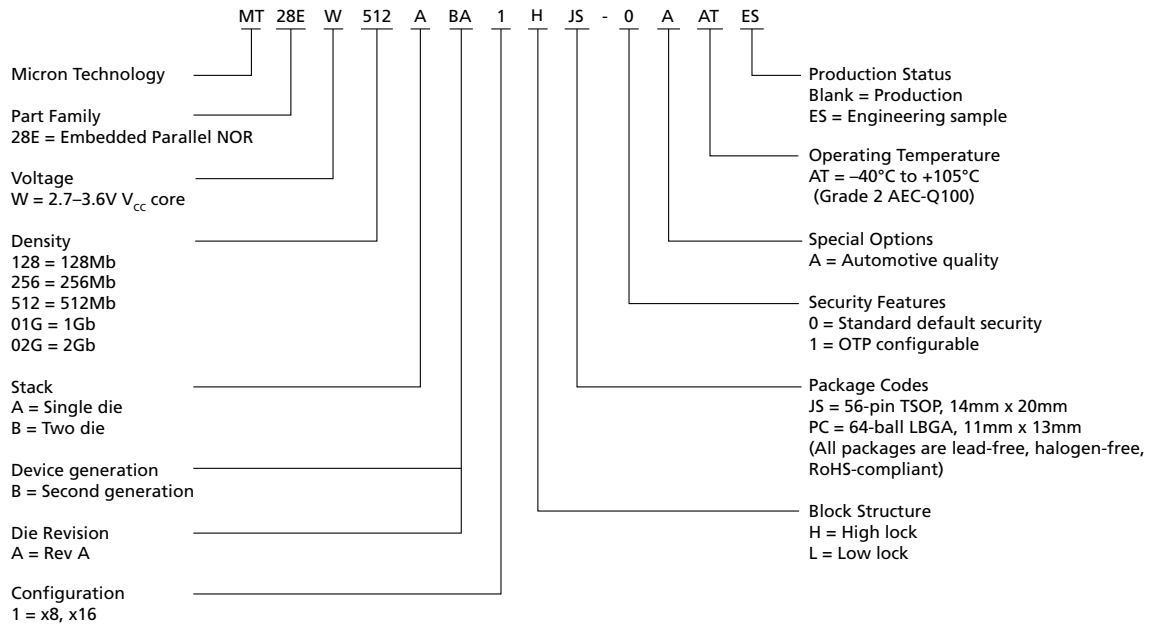 MT 28E W 512 A BA 1 H JS - 0 A AT ES
Micron Technology
Part Family
28E = Embedded Parallel NOR
Voltage
W = 2.7–3.6V VCC core
Density
128 = 128Mb
256 = 256Mb
512 = 512Mb
01G = 1Gb
02G = 2Gb
Stack
A = Single die
B = Two die
Device generation
B = Second generation
Die Revision
A = Rev A
Configuration
1 = x8, x16
Production Status
Blank = Production
ES = Engineering sample
Operating Temperature
AT = –40°C to +105°C
(Grade 2 AEC-Q100)
Special Options
A = Automotive quality
Security Features
0 = Standard default security
1 = OTP configurable
Package Codes
JS = 56-pin TSOP, 14mm x 20mm
PC = 64-ball LBGA, 11mm x 13mm
(All packages are lead-free, halogen-free,
RoHS-compliant)
Block Structure
H = High lock
L = Low lock